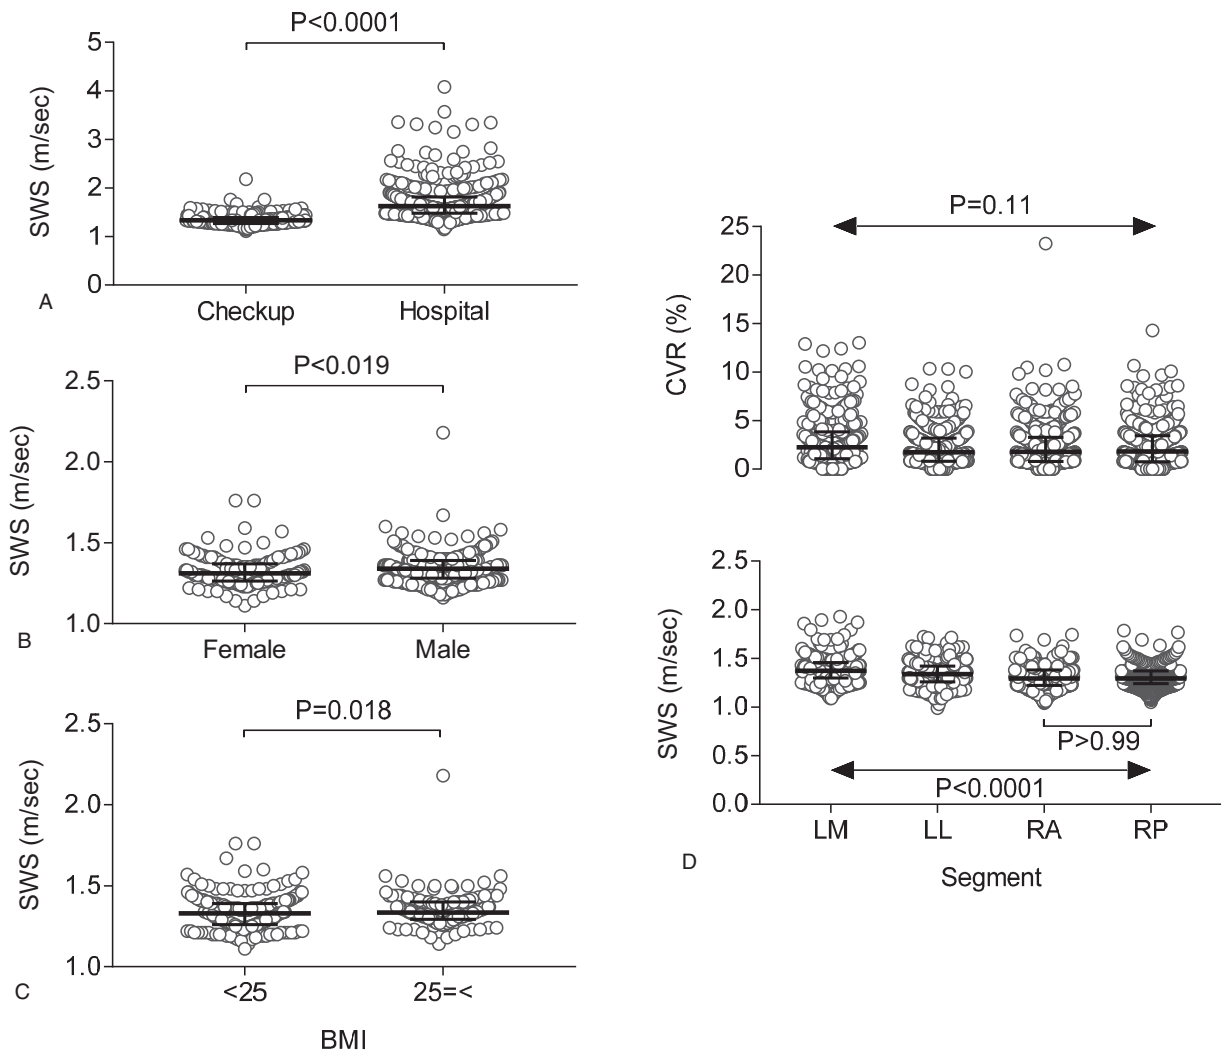 P<0.0001
SWS (m/sec)
5
4
3
2
1
0
Checkup Hospital
A
P<0.019
SWS (m/sec)
2.5
2.0
1.5
1.0
Female Male
B
P=0.018
SWS (m/sec)
2.5
2.0
1.5
1.0
<25 25=<
C
BMI
P=0.11
CVR (%)
25
20
15
10
5
0
SWS (m/sec)
2.5
2.0
1.5
1.0
0.5
0.0
P>0.99
P<0.0001
LM LL RA RP
D
Segment